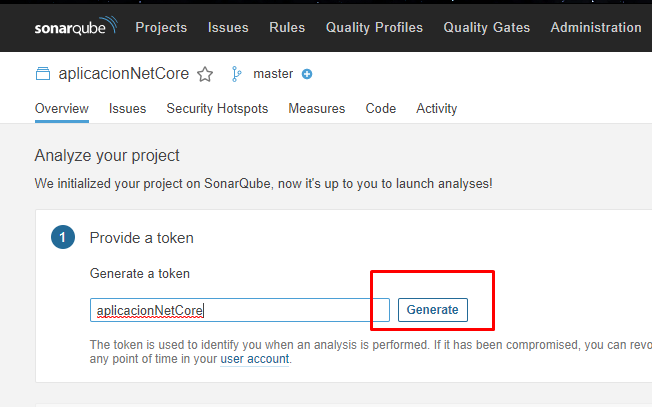 sonarqube Projects Issues Rules Quality Profiles Quality Gates Administration
aplicacionNetCore master
Overview Issues Security Hotspots Measures Code Activity
Analyze your project
We initialized your project on SonarQube, now it's up to you to launch analyses!
1 Provide a token
Generate a token
aplicacionNetCore Generate
The token is used to identify you when an analysis is performed. If it has been compromised, you can revo
any point of time in your user account.